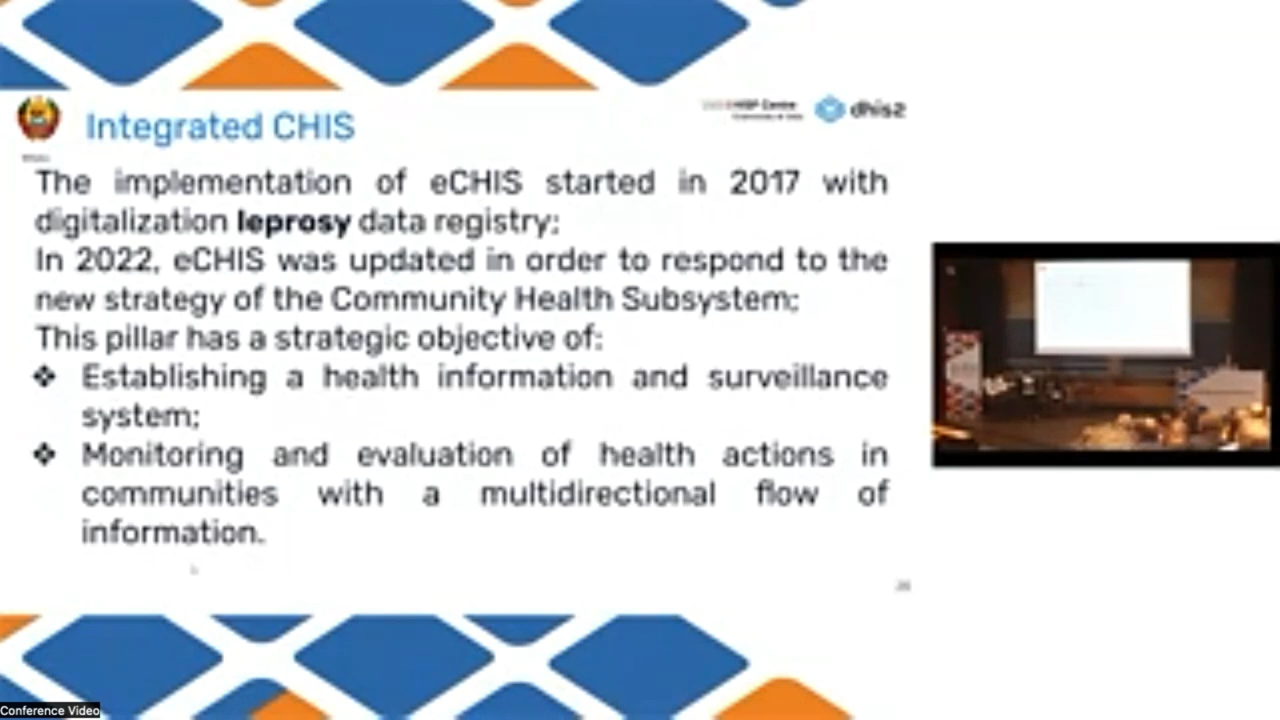 Integrated CHIS
HISP Centre
dhis2
The implementation of eCHIS started in 2017 with
digitalization leprosy data registry;
In 2022, eCHIS was updated in order to respond to the
new strategy of the Community Health Subsystem;
This pillar has a strategic objective of:
❖ Establishing a health information and surveillance
system;
❖ Monitoring and evaluation of health actions in
communities with a multidirectional flow of
information.
Conference Video